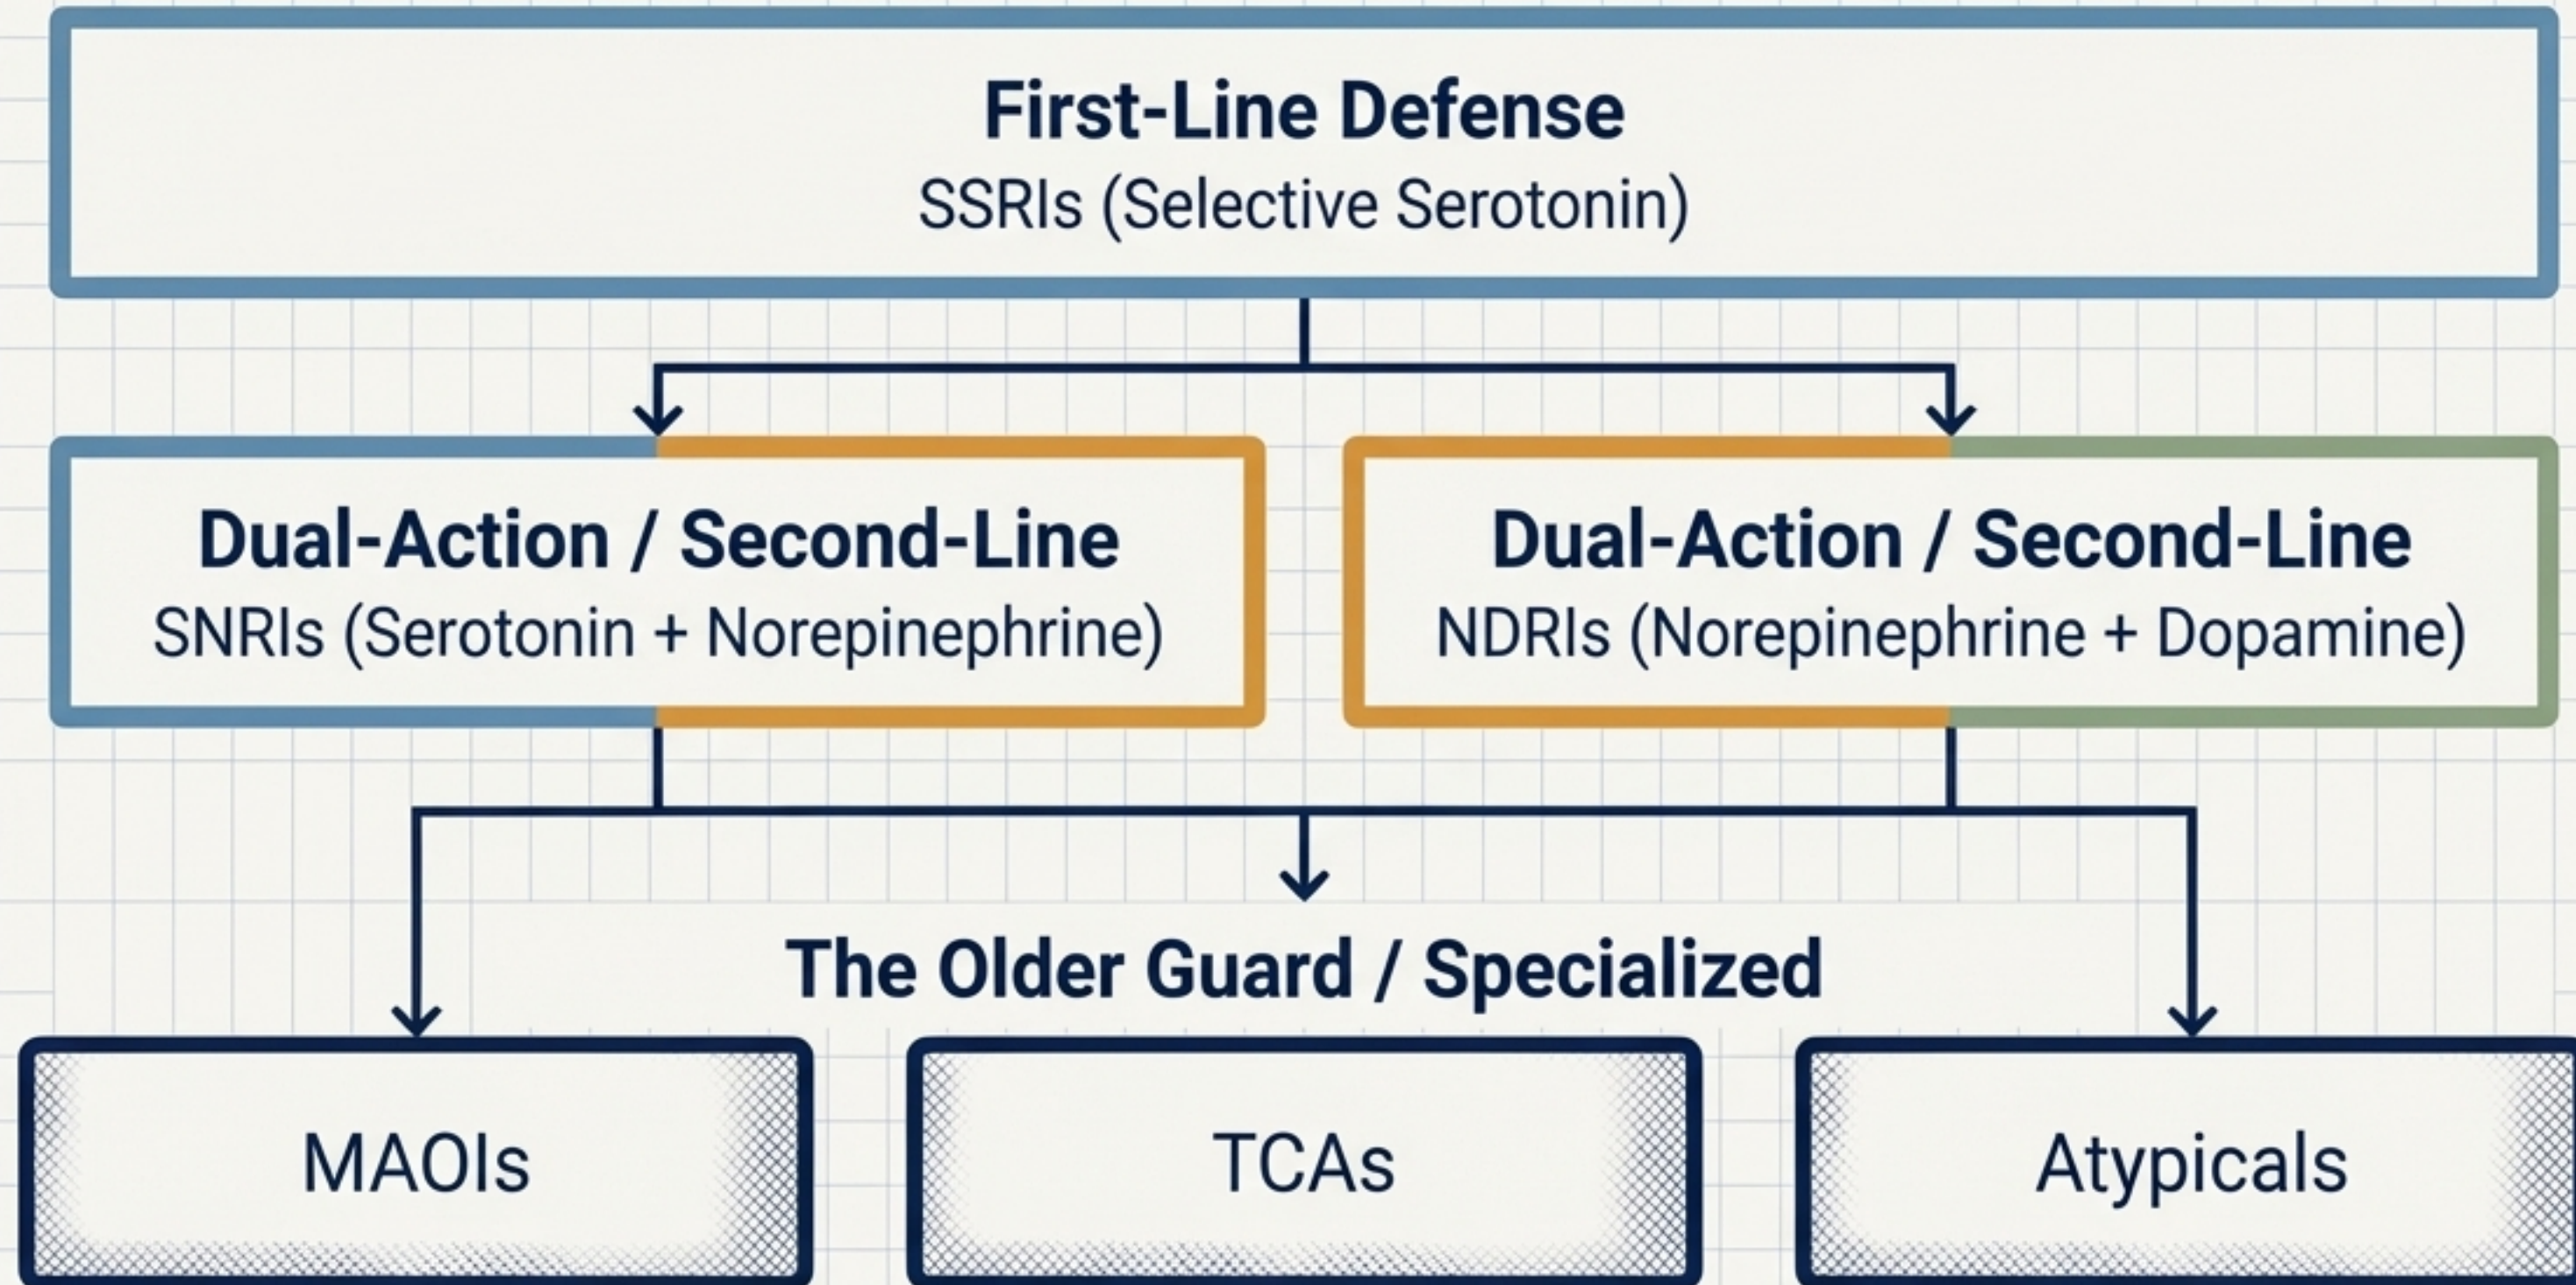 First-Line Defense
SSRIs (Selective Serotonin)
Dual-Action / Second-Line
SNRIs (Serotonin + Norepinephrine)
Dual-Action / Second-Line
NDRIs (Norepinephrine + Dopamine)
The Older Guard / Specialized
MAOIs
TCAs
Atypicals